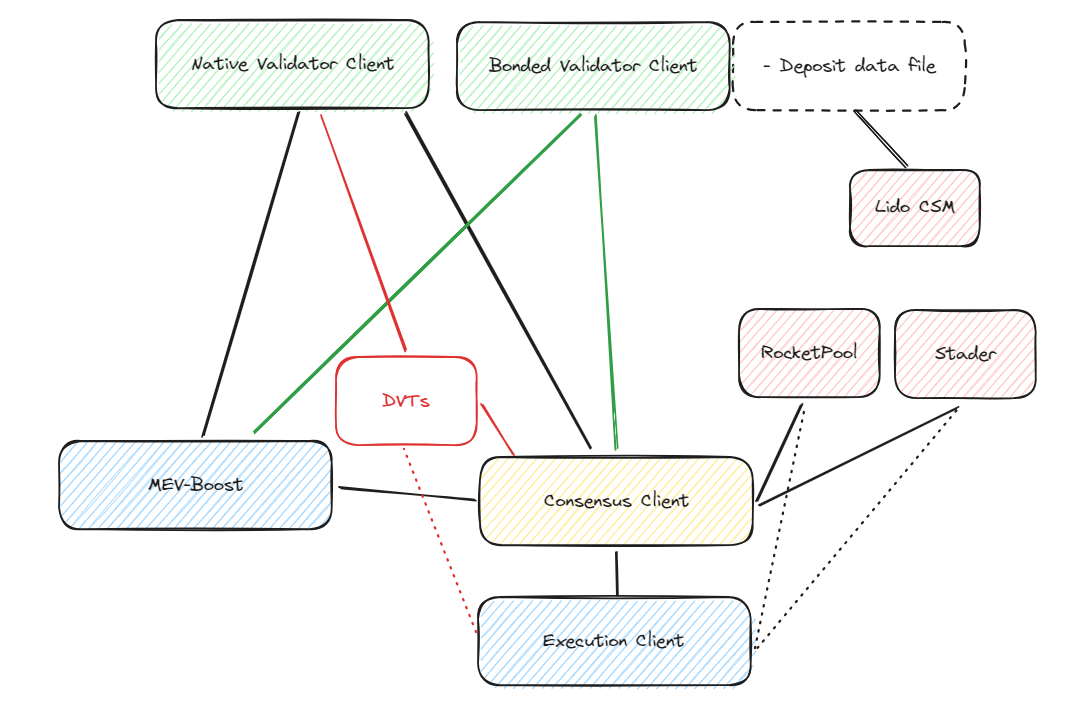 Native Validator Client
Bonded Validator Client
- Deposit data file
Lido CSM
RocketPool
Stader
DVTs
MEV-Boost
Consensus Client
Execution Client